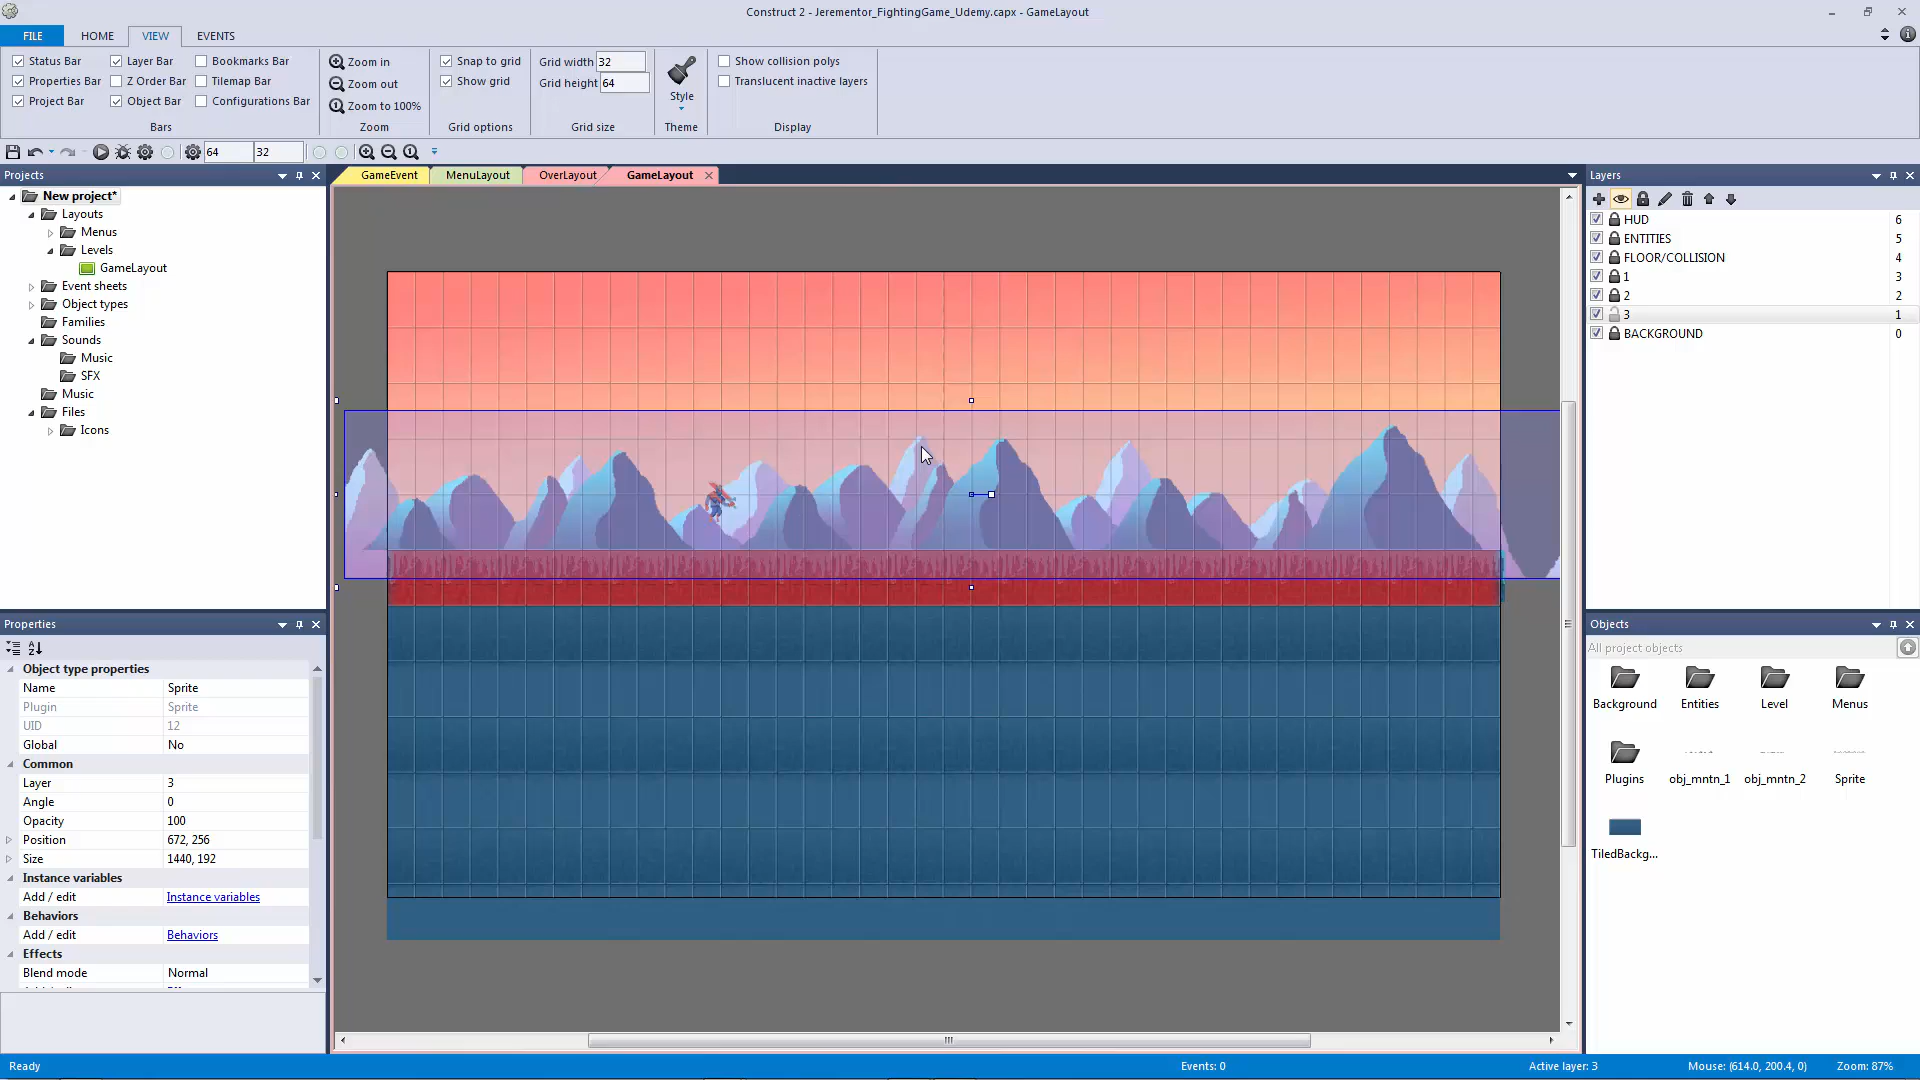 Construct 2 - Jerementor_FightingGame_Udemy.capx - GameLayout
FILE HOME VIEW EVENTS
Status Bar Layer Bar Bookmarks Bar Zoom in Snap to grid Grid width 32 Show collision polys
Properties Bar Z Order Bar Tilemap Bar Zoom out Show grid Grid height 64 Translucent inactive layers
Project Bar Object Bar Configurations Bar Zoom to 100% Style
Bars Zoom Grid options Grid size Theme Display
64 32
Projects
New project*
Layouts
Menus
Levels
GameLayout
Event sheets
Object types
Families
Sounds
Music
SFX
Music
Files
Icons
GameEvent MenuLayout OverLayout GameLayout
Layers
HUD 6
ENTITIES 5
FLOOR/COLLISION 4
1 3
2 2
3 1
BACKGROUND 0
Properties
Object type properties
Name Sprite
Plugin Sprite
UID 12
Global No
Common
Layer 3
Angle 0
Opacity 100
Position 672, 256
Size 1440, 192
Instance variables
Add / edit Instance variables
Behaviors
Add / edit Behaviors
Effects
Blend mode Normal
Objects
All project objects
Background Entities Level Menus
Plugins obj_mntn_1 obj_mntn_2 Sprite
TiledBackg...
Ready Events: 0 Active layer: 3 Mouse: (614.0, 200.4, 0) Zoom: 87%